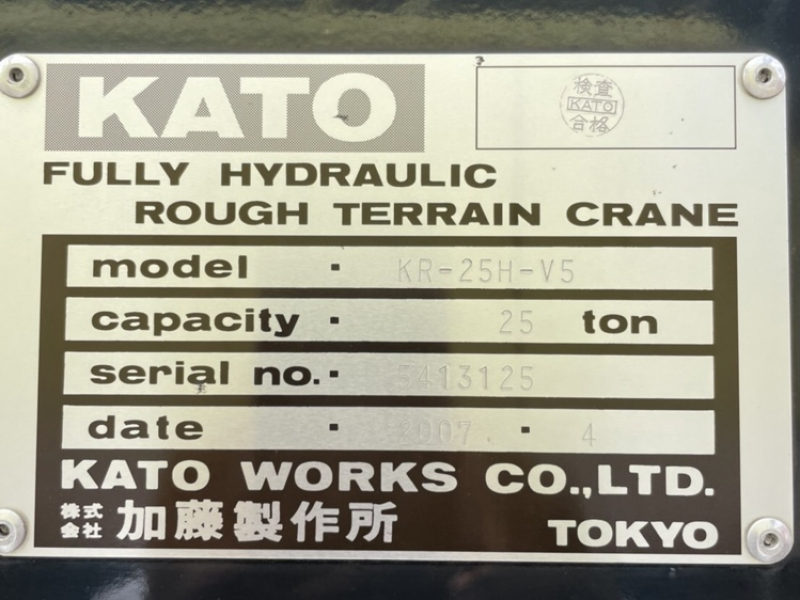 KATO
検査
KATO
合格
FULLY HYDRAULIC
ROUGH TERRAIN CRANE
model · KR-25H-V5
capacity · 25 ton
serial no. · 5413125
date · 2007. · 4
KATO WORKS CO.,LTD.
株式会社 加藤製作所 TOKYO